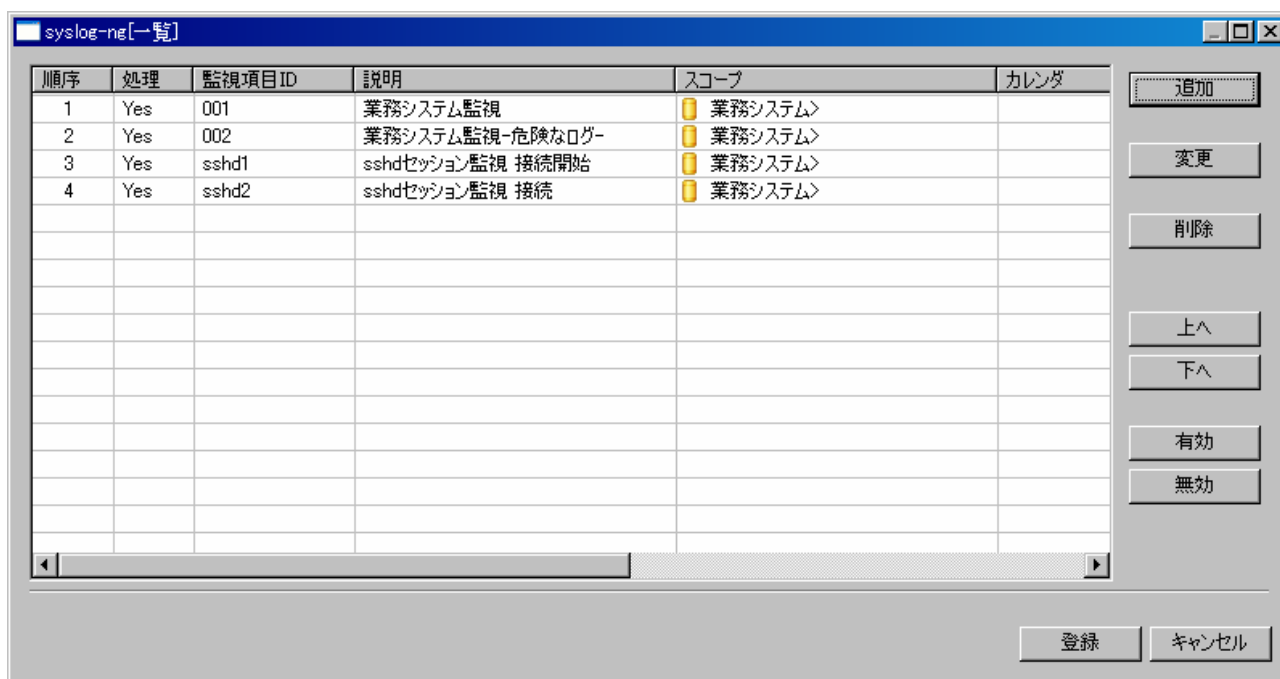 syslog-ng[一覧]
順序 処理 監視項目ID 説明 スコープ カレンダ
1 Yes 001 業務システム監視 業務システム>
2 Yes 002 業務システム監視-危険なログ- 業務システム>
3 Yes sshd1 sshdセッション監視 接続開始 業務システム>
4 Yes sshd2 sshdセッション監視 接続 業務システム>
追加
変更
削除
上へ
下へ
有効
無効
登録 キャンセル